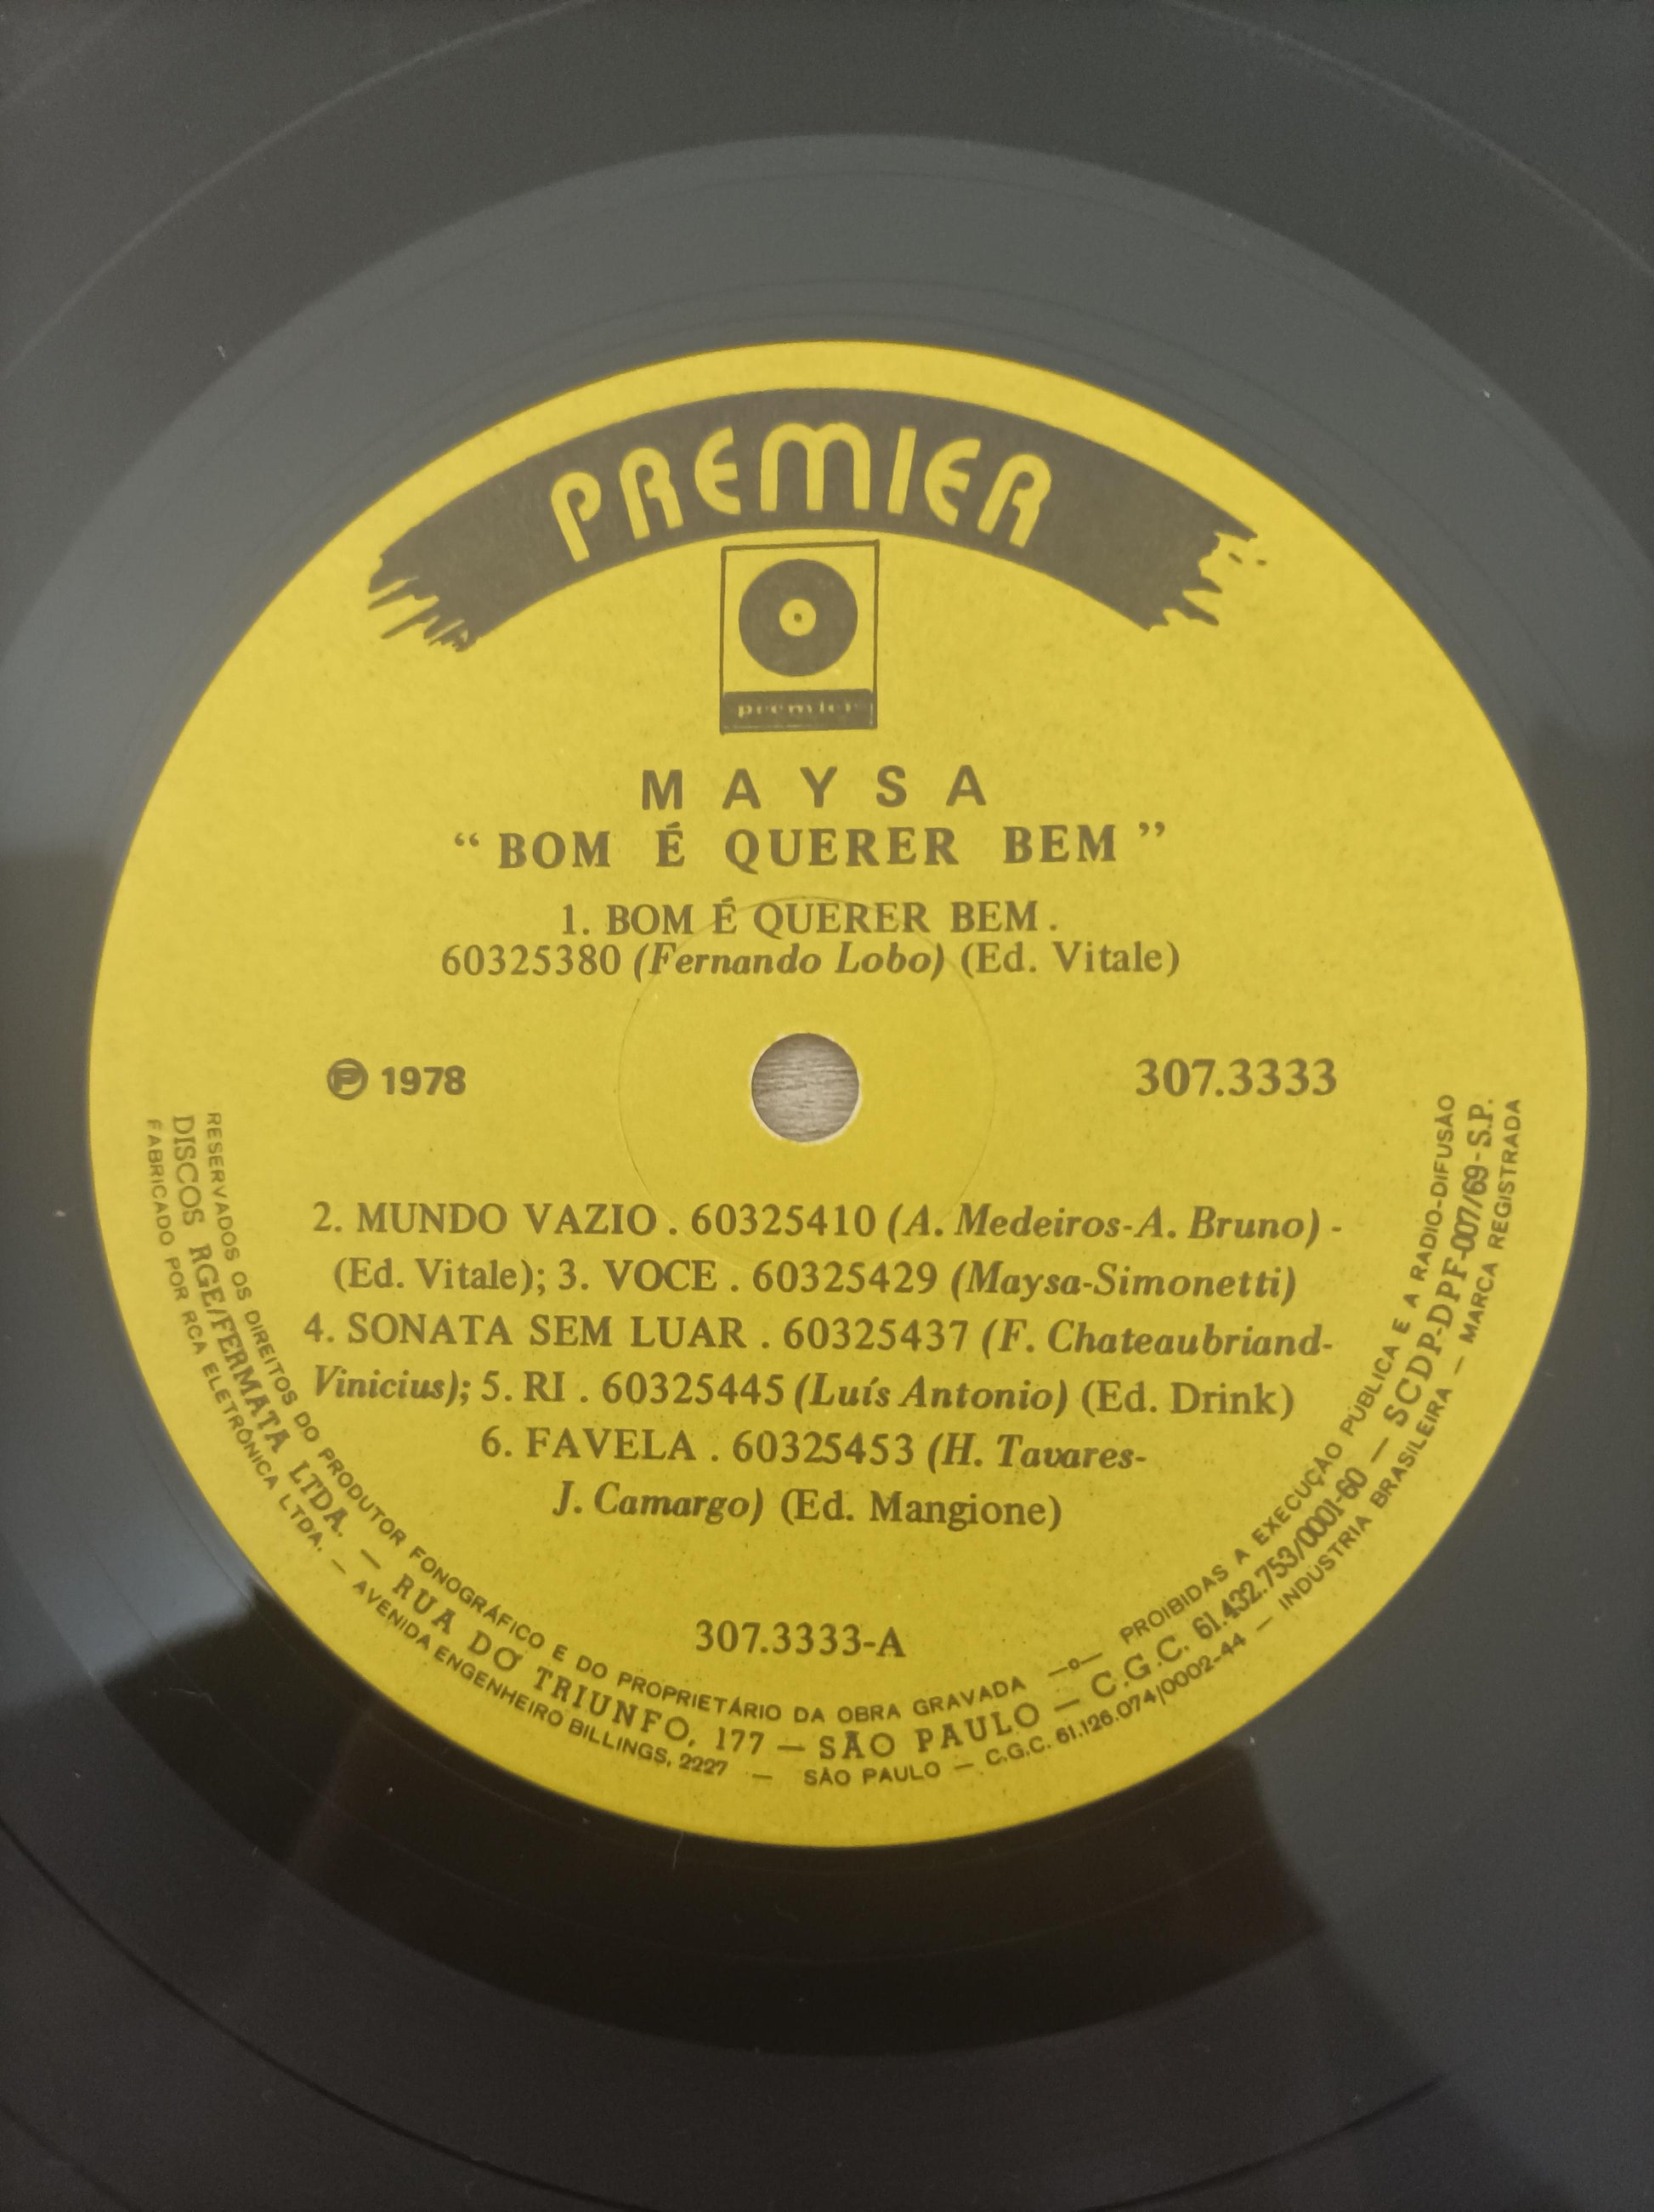 PREMIER
premier
MAYSA
“BOM É QUERER BEM”
1. BOM É QUERER BEM.
60325380 (Fernando Lobo) (Ed. Vitale)
Ⓟ 1978
307.3333
2. MUNDO VAZIO . 60325410 (A. Medeiros-A. Bruno) -
(Ed. Vitale); 3. VOCE . 60325429 (Maysa-Simonetti)
4. SONATA SEM LUAR . 60325437 (F. Chateaubriand-
Vinicius); 5. RI . 60325445 (Luís Antonio) (Ed. Drink)
6. FAVELA . 60325453 (H. Tavares-
J. Camargo) (Ed. Mangione)
307.3333-A
RESERVADOS OS DIREITOS DO PRODUTOR FONOGRÁFICO E DO PROPRIETÁRIO DA OBRA GRAVADA —o— PROIBIDAS A EXECUÇÃO PÚBLICA E A RADIO-DIFUSÃO
DISCOS RGE/FERMATA LTDA. — RUA DO TRIUNFO, 177 — SÃO PAULO — C.G.C. 61.432.753/0001-60 — SCDP-DPF-007/69-S.P.
FABRICADO POR RCA ELETRÔNICA LTDA. — AVENIDA ENGENHEIRO BILLINGS, 2227 — SÃO PAULO — C.G.C. 61.126.074/0002-44 — INDUSTRIA BRASILEIRA — MARCA REGISTRADA